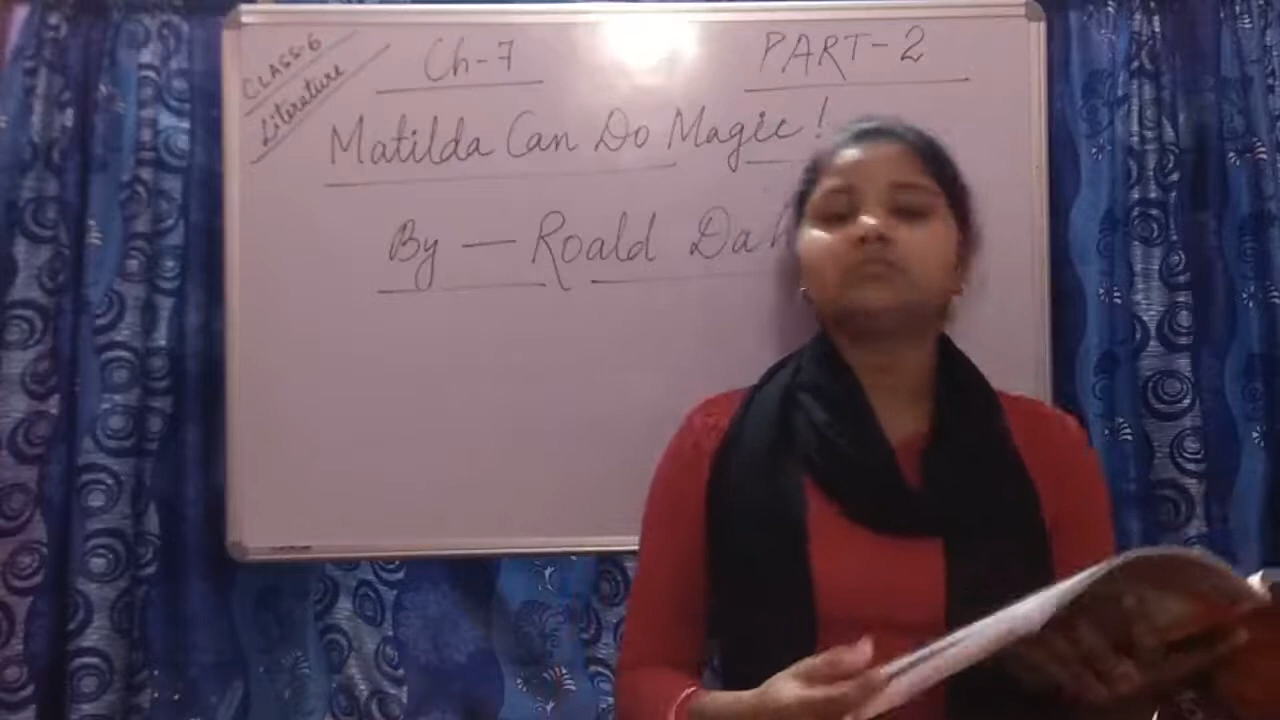 CLASS-6
Literature
Ch-7
PART-2
Matilda Can Do Magic!
By — Roald